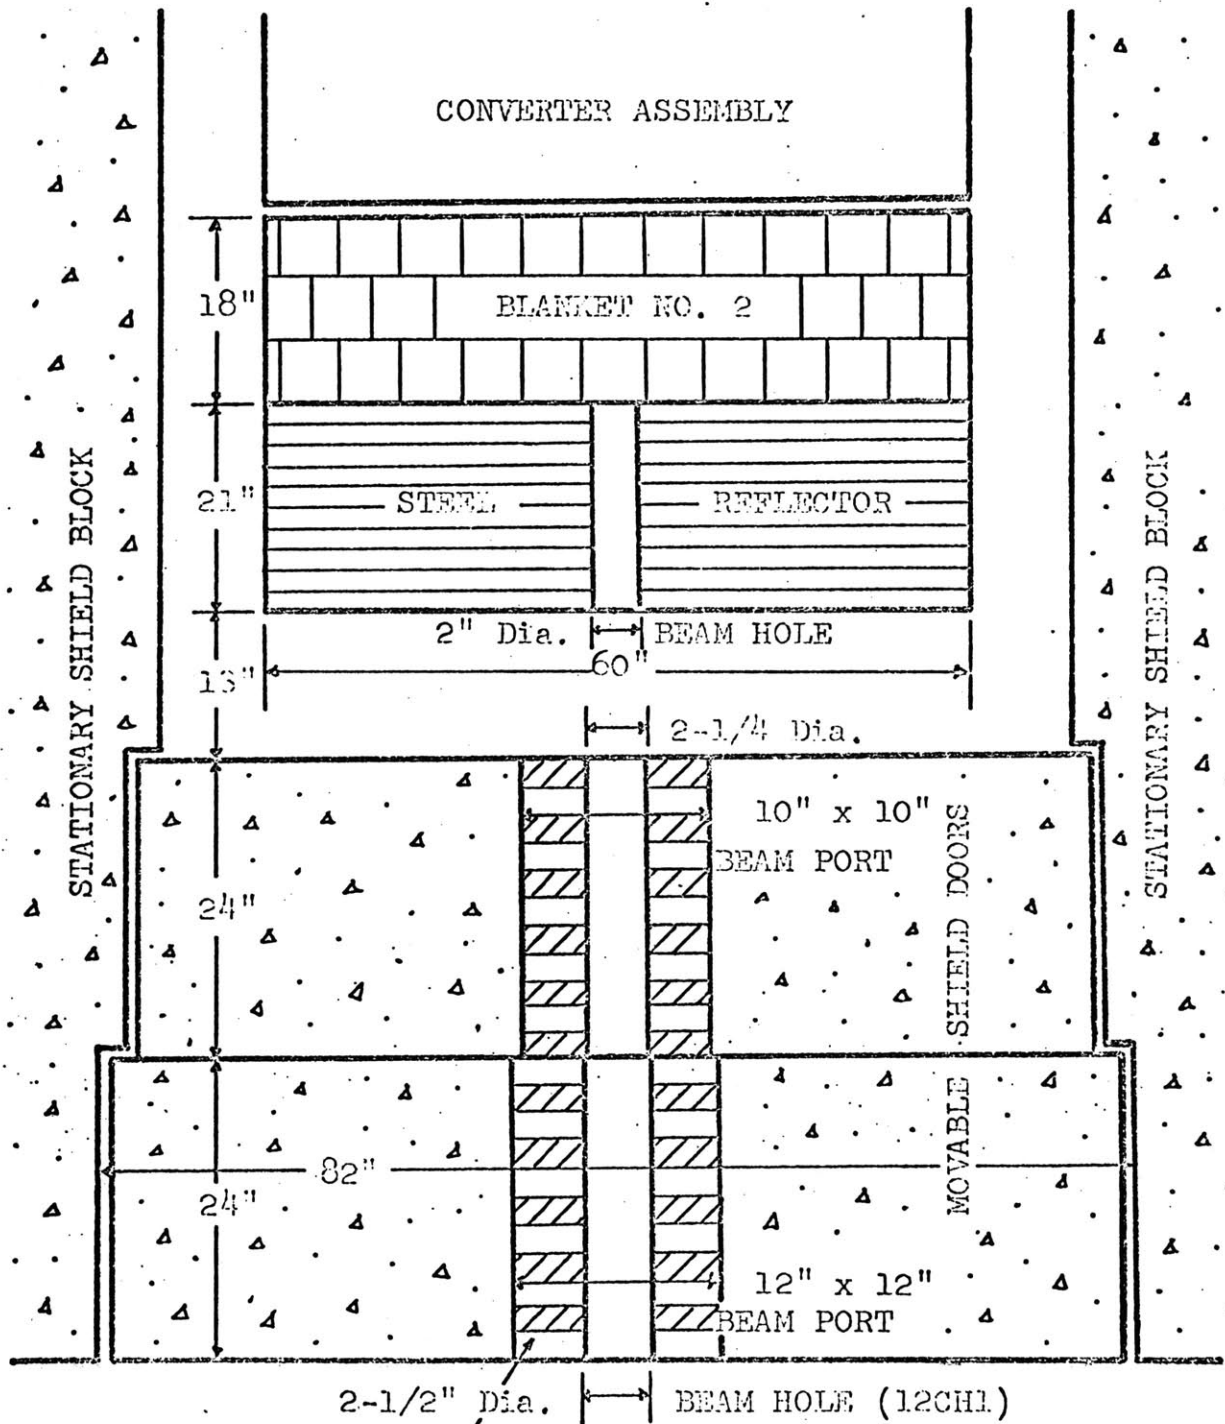 CONVERTER ASSEMBLY
18"
BLANKET NO. 2
21"
STEEL
REFLECTOR
2" Dia.
BEAM HOLE
60"
13"
2-1/4 Dia.
STATIONARY SHIELD BLOCK
STATIONARY SHIELD BLOCK
10" x 10"
BEAM PORT
24"
MOVABLE SHIELD DOORS
82"
24"
12" x 12"
BEAM PORT
2-1/2" Dia.
BEAM HOLE (12CH1)